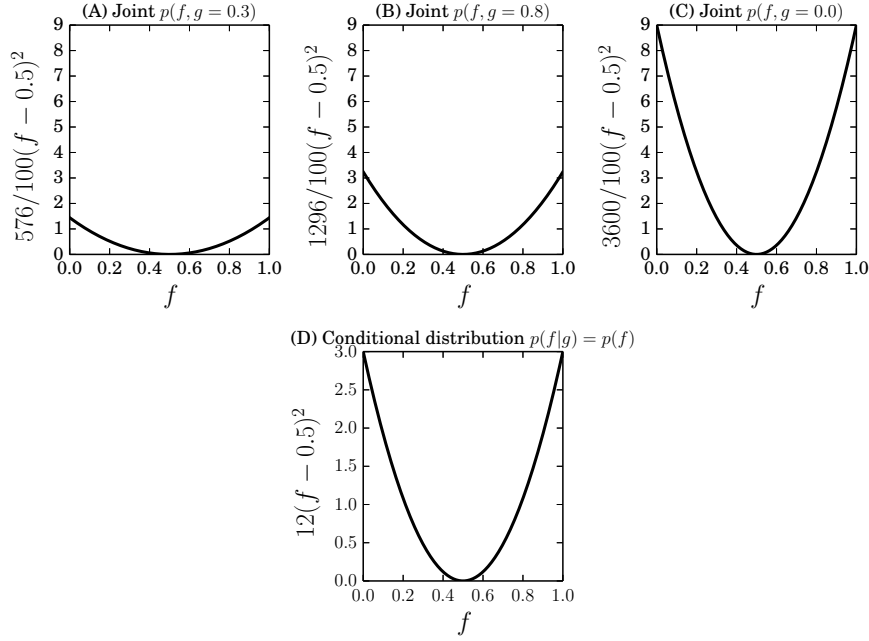 (A) Joint p(f, g = 0.3)
9
8
7
6
5
4
3
2
1
0
576/100(f − 0.5)²
0.0 0.2 0.4 0.6 0.8 1.0
f
(B) Joint p(f, g = 0.8)
9
8
7
6
5
4
3
2
1
0
1296/100(f − 0.5)²
0.0 0.2 0.4 0.6 0.8 1.0
f
(C) Joint p(f, g = 0.0)
9
8
7
6
5
4
3
2
1
0
3600/100(f − 0.5)²
0.0 0.2 0.4 0.6 0.8 1.0
f
(D) Conditional distribution p(f|g) = p(f)
3.0
2.5
2.0
1.5
1.0
0.5
0.0
12(f − 0.5)²
0.0 0.2 0.4 0.6 0.8 1.0
f